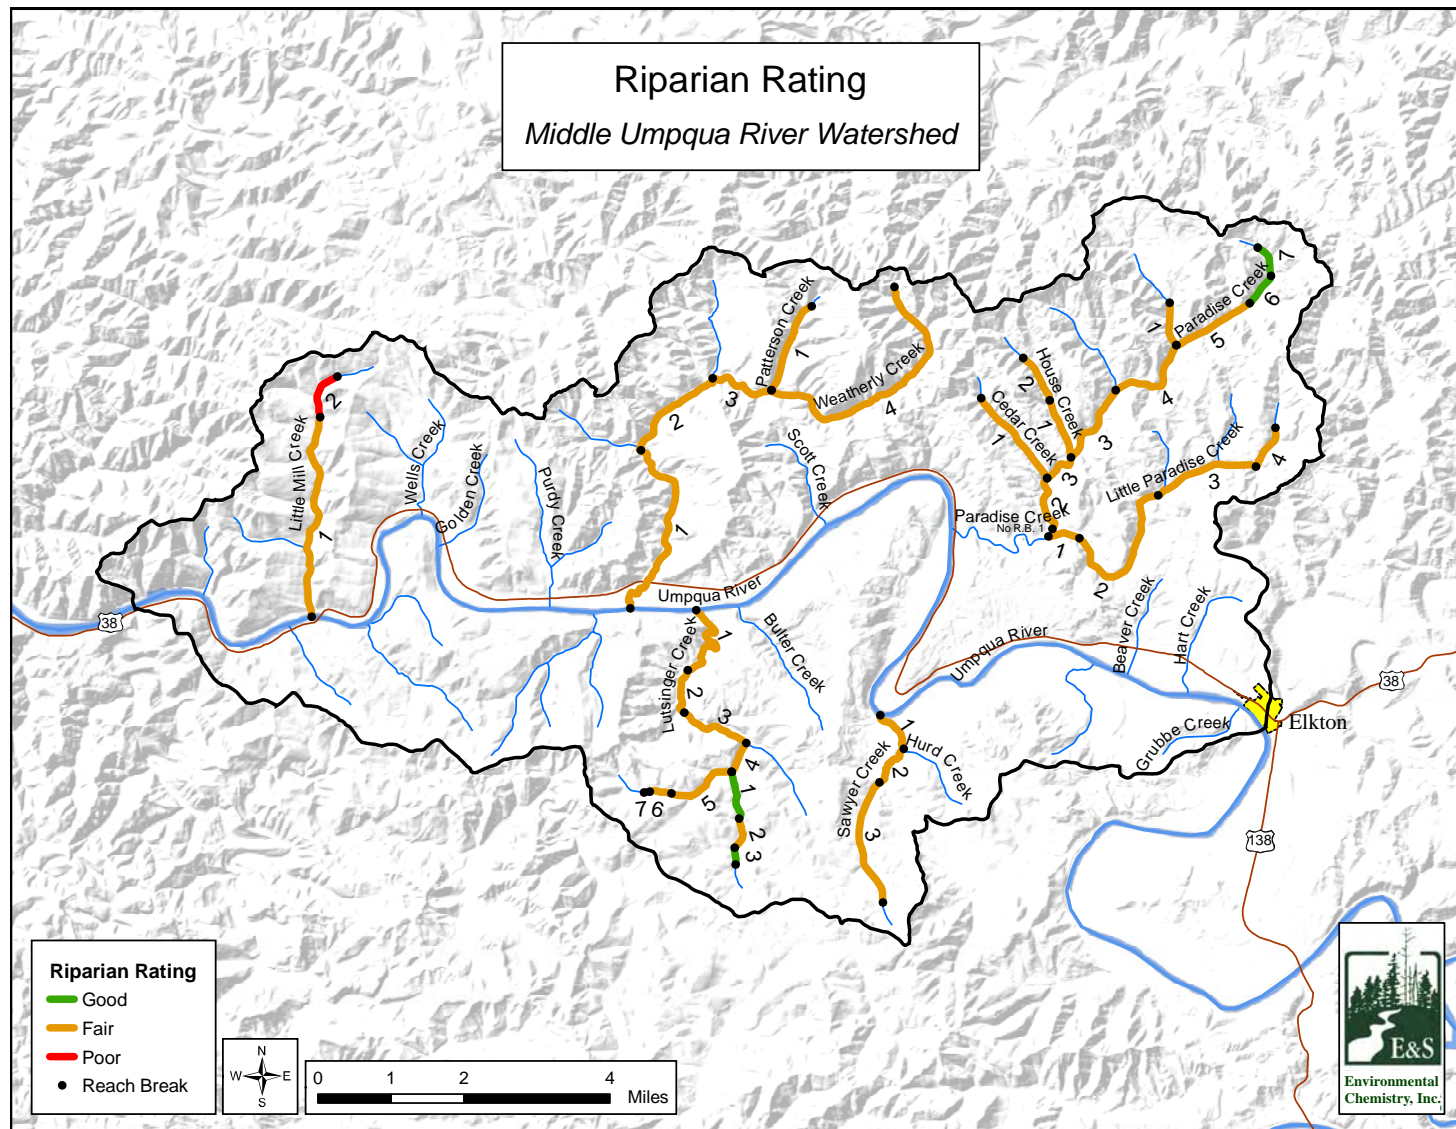 Riparian Rating
Middle Umpqua River Watershed
7
Paradise Creek
6
1
5
Patterson Creek
1
House Creek
2
1
Weatherly Creek
4
3
2
Cedar Creek
1
3
4
3
2
Little Mill Creek
1
Wells Creek
Golden Creek
Purdy Creek
Scott Creek
Little Paradise Creek
3
4
2
Paradise Creek
No R.B. 1
1
2
1
Umpqua River
38
1
Lutsinger Creek
2
3
4
5
7 6
1
2
3
Bulter Creek
Umpqua River
Beaver Creek
Hart Creek
Grubbe Creek
38
Elkton
1
Hurd Creek
2
Sawyer Creek
3
138
Riparian Rating
Good
Fair
Poor
Reach Break
N
W E
S
0 1 2 4
Miles
E&S
Environmental
Chemistry, Inc.